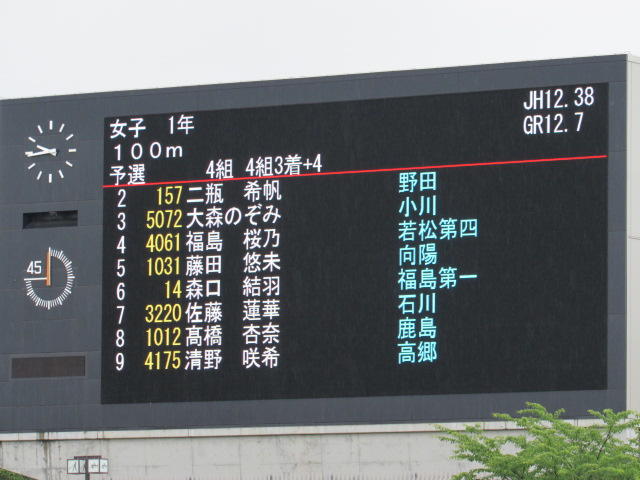 女子 1年 JH12.38
100m GR12.7
予選 4組 4組3着+4
2 157 二瓶 希帆 野田
3 5072 大森のぞみ 小川
4 4061 福島 桜乃 若松第四
5 1031 藤田 悠未 向陽
6 14 森口 結羽 福島第一
7 3220 佐藤 蓮華 石川
8 1012 髙橋 杏奈 鹿島
9 4175 清野 咲希 高郷
45